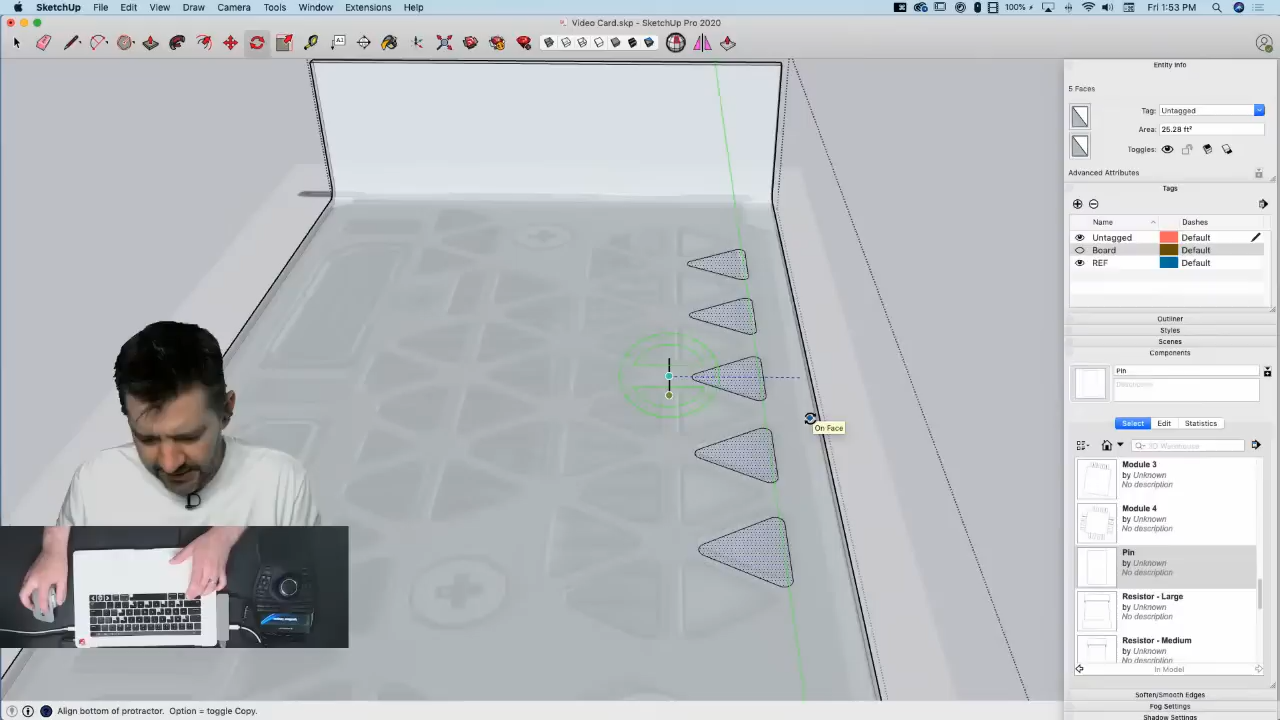 SketchUp File Edit View Draw Camera Tools Window Extensions Help
100% Fri 1:53 PM
Video Card.skp - SketchUp Pro 2020
Entity Info
5 Faces
Tag: Untagged
Area: 25.28 ft²
Toggles:
Advanced Attributes
Tags
Name Dashes
Untagged Default
Board Default
REF Default
Outliner
Styles
Scenes
Components
Pin
Description
Select Edit Statistics
3D Warehouse
Module 3
by Unknown
No description
Module 4
by Unknown
No description
Pin
by Unknown
No description
Resistor - Large
by Unknown
No description
Resistor - Medium
by Unknown
No description
In Model
Soften/Smooth Edges
Fog Settings
Shadow Settings
On Face
Align bottom of protractor. Option = toggle Copy.